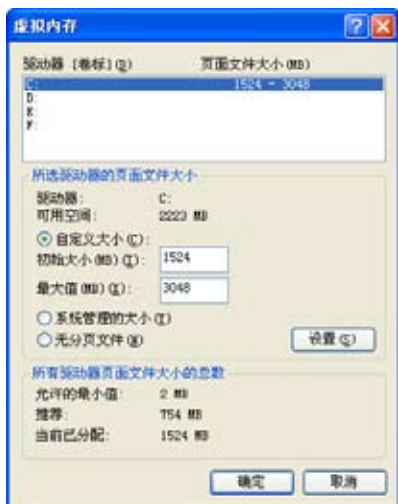 虚拟内存
驱动器 [卷标](D) 页面文件大小(MB)
C: 1524 - 3048
D:
E:
F:
所选驱动器的页面文件大小
驱动器: C:
可用空间: 2223 MB
自定义大小(C):
初始大小(MB)(I): 1524
最大值(MB)(X): 3048
系统管理的大小(Y)
无分页文件(N)
设置(S)
所有驱动器页面文件大小的总数
允许的最小值: 2 MB
推荐: 754 MB
当前已分配: 1524 MB
确定 取消